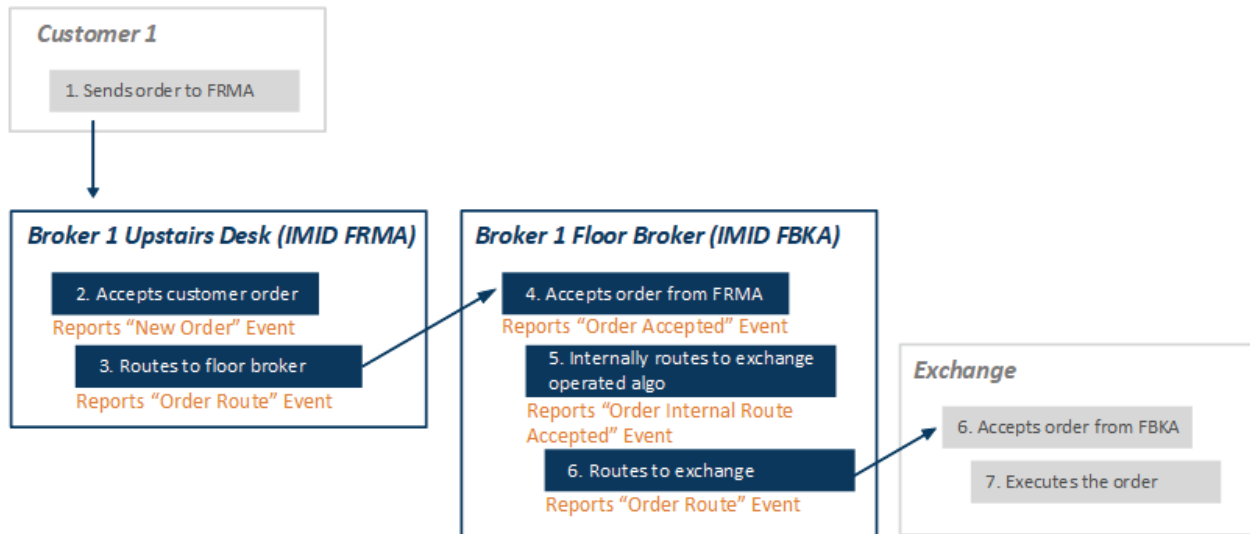 Customer 1
1. Sends order to FRMA
Broker 1 Upstairs Desk (IMID FRMA)
2. Accepts customer order
Reports “New Order” Event
3. Routes to floor broker
Reports “Order Route” Event
Broker 1 Floor Broker (IMID FBKA)
4. Accepts order from FRMA
Reports “Order Accepted” Event
5. Internally routes to exchange
operated algo
Reports “Order Internal Route
Accepted” Event
6. Routes to exchange
Reports “Order Route” Event
Exchange
6. Accepts order from FBKA
7. Executes the order